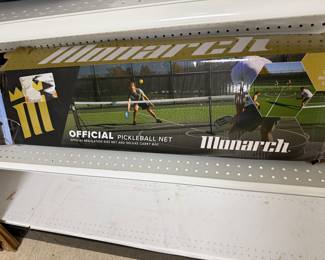 Monarch
OFFICIAL PICKLEBALL NET
OFFICIAL REGULATION SIZE NET AND DELUXE CARRY BAG
Monarch